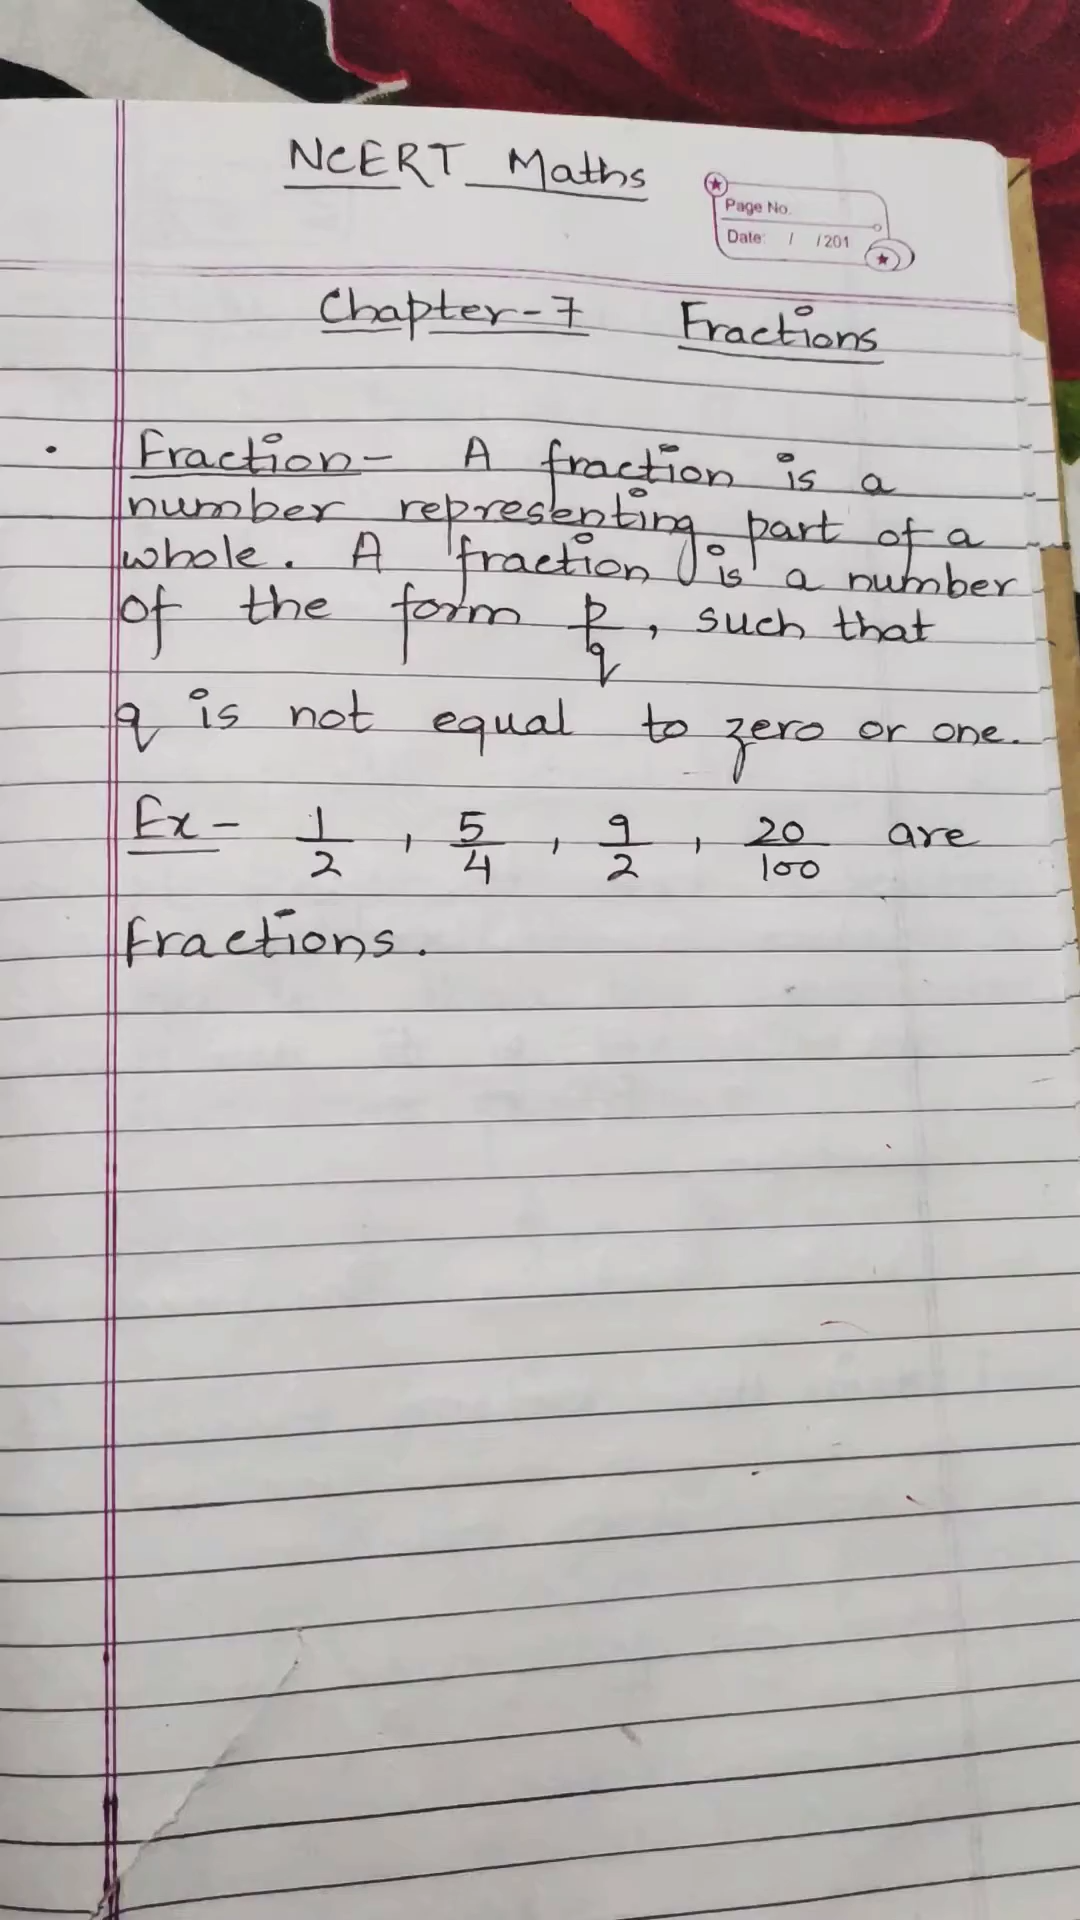 NCERT Maths
Page No.
Date: / /201
Chapter-7 Fractions
Fraction- A fraction is a
number representing part of a
whole. A fraction is a number
of the form p/q, such that
q is not equal to zero or one.
Ex- 1/2, 5/4, 9/2, 20/100 are
fractions.